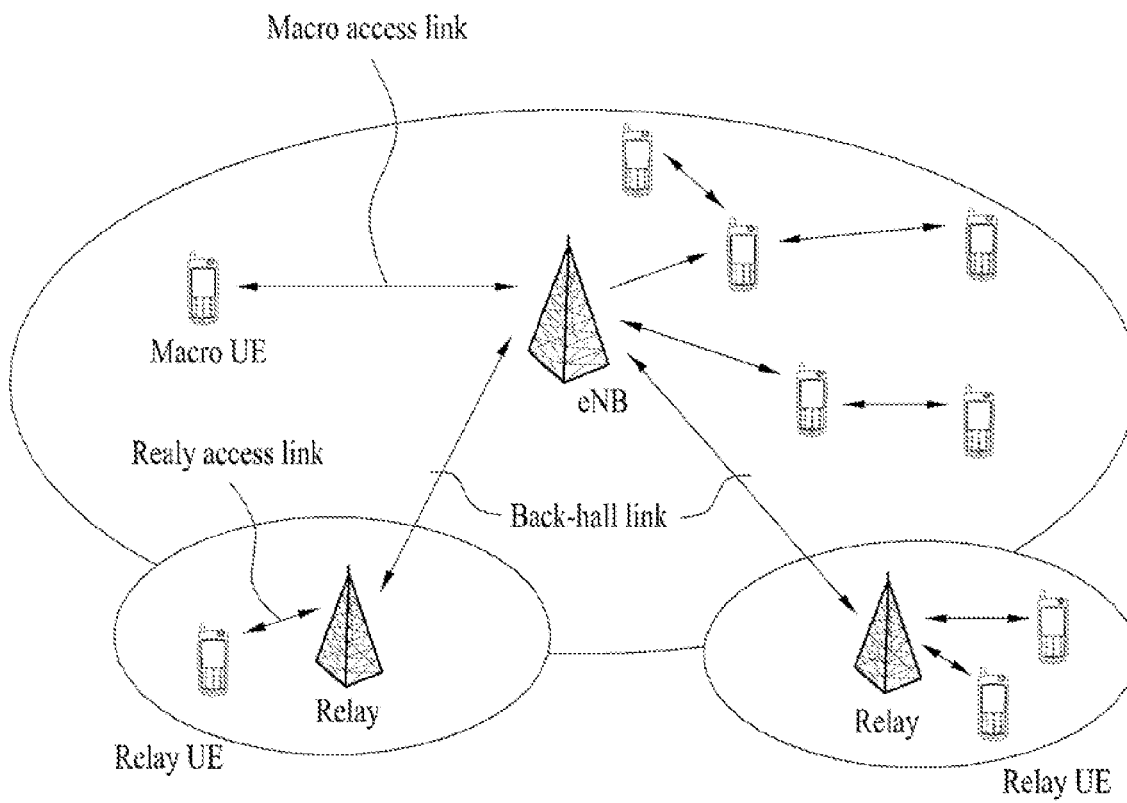 Macro access link
Macro UE
eNB
Realy access link
Back-hall link
Relay
Relay
Relay UE
Relay UE